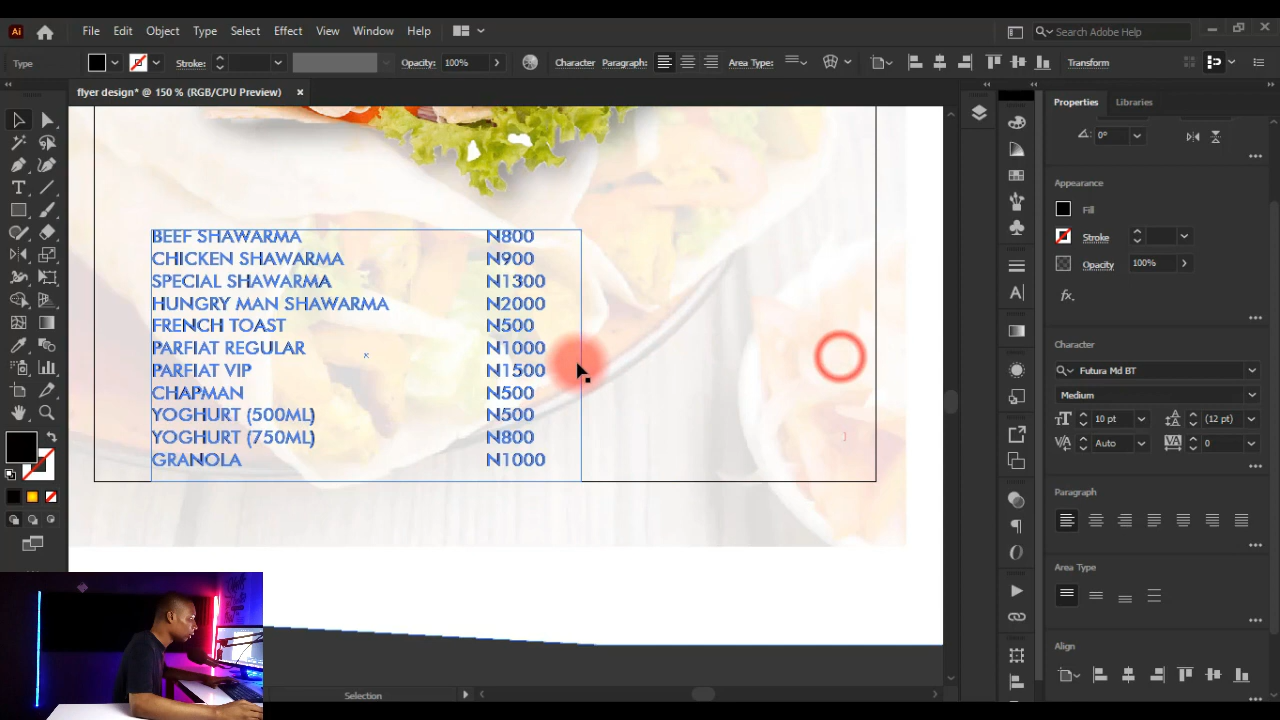 Ai File Edit Object Type Select Effect View Window Help Search Adobe Help
Type Stroke: Opacity: 100% Character Paragraph: Area Type: Transform
flyer design* @ 150 % (RGB/CPU Preview) ×
Properties Libraries
0°
Appearance
Fill
Stroke
Opacity 100%
fx.
BEEF SHAWARMA N800
CHICKEN SHAWARMA N900
SPECIAL SHAWARMA N1300
HUNGRY MAN SHAWARMA N2000
FRENCH TOAST N500
PARFIAT REGULAR N1000
PARFIAT VIP N1500
CHAPMAN N500
YOGHURT (500ML) N500
YOGHURT (750ML) N800
GRANOLA N1000
Character
Futura Md BT
Medium
10 pt (12 pt)
Auto 0
Paragraph
Area Type
Align
Selection